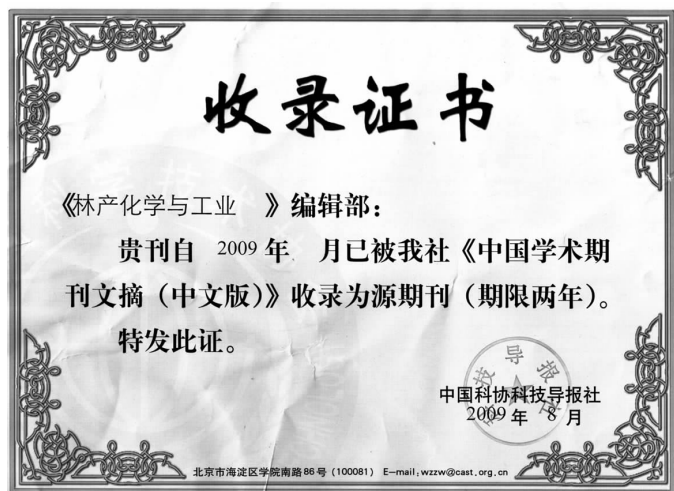 收录证书
《林产化学与工业 》编辑部：
贵刊自 2009 年 月已被我社《中国学术期
刊文摘（中文版）》收录为源期刊（期限两年）。
特发此证。
中国科协科技导报社
2009 年 8 月
北京市海淀区学院南路86号（100081） E-mail：wzzw@cast.org.cn